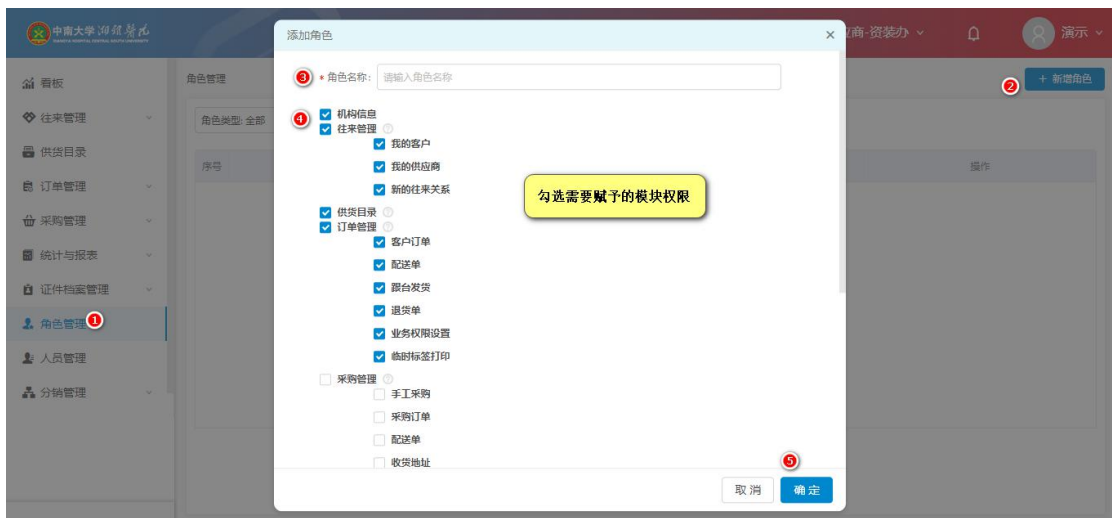 中南大学湘雅医院
添加角色
应商-资装办
演示
看板
往来管理
供货目录
订单管理
采购管理
统计与报表
证件档案管理
角色管理
人员管理
分销管理
角色管理
+ 新增角色
角色类型: 全部
序号
操作
1
2
3
* 角色名称: 请输入角色名称
4
机构信息
往来管理
我的客户
我的供应商
新的往来关系
供货目录
订单管理
客户订单
配送单
跟台发货
退货单
业务权限设置
临时标签打印
采购管理
手工采购
采购订单
配送单
收货地址
勾选需要赋予的模块权限
5
取消
确定